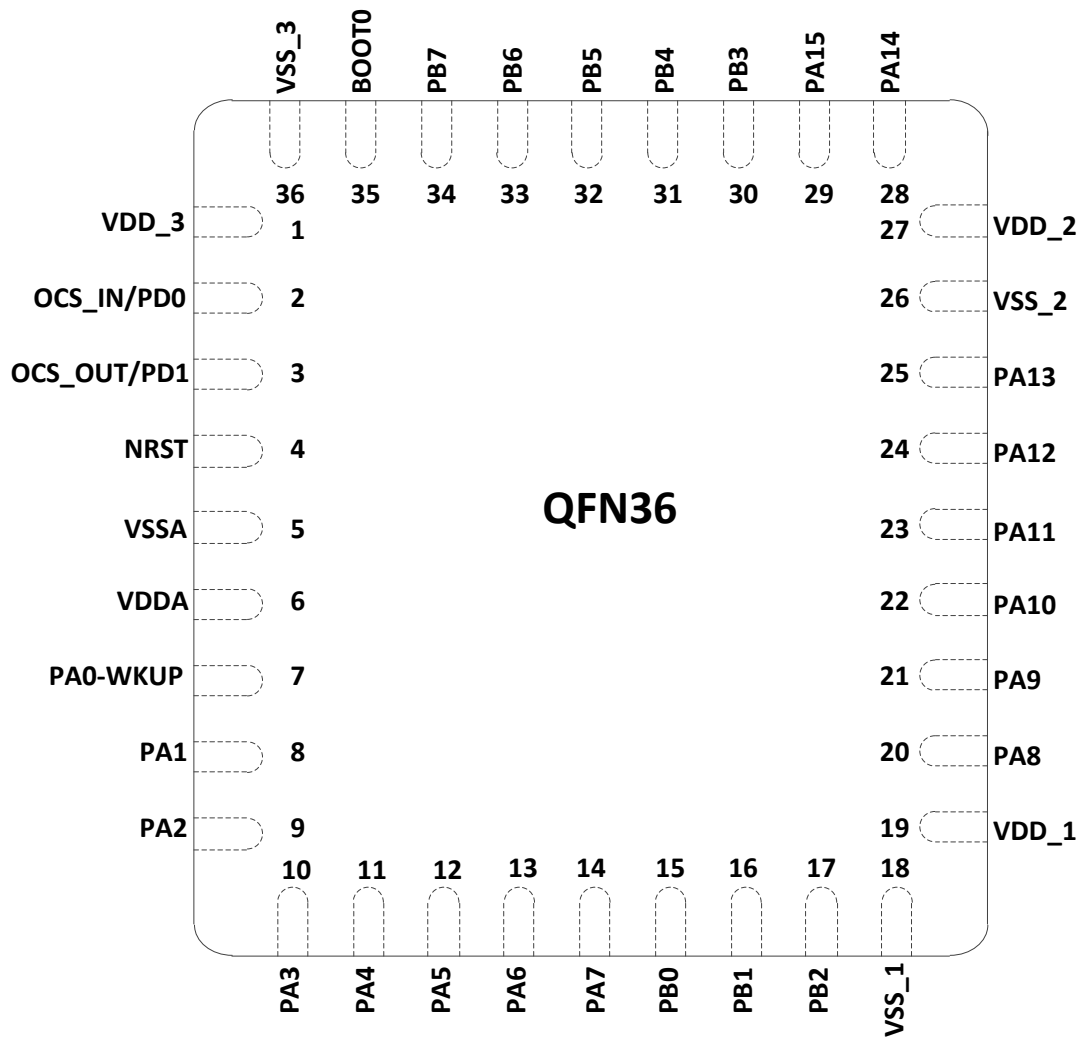 VSS_3
BOOT0
PB7
PB6
PB5
PB4
PB3
PA15
PA14
36 35 34 33 32 31 30 29 28
VDD_3 1 27 VDD_2
OCS_IN/PD0 2 26 VSS_2
OCS_OUT/PD1 3 25 PA13
NRST 4 24 PA12
QFN36
VSSA 5 23 PA11
VDDA 6 22 PA10
PA0-WKUP 7 21 PA9
PA1 8 20 PA8
PA2 9 19 VDD_1
10 11 12 13 14 15 16 17 18
PA3
PA4
PA5
PA6
PA7
PB0
PB1
PB2
VSS_1